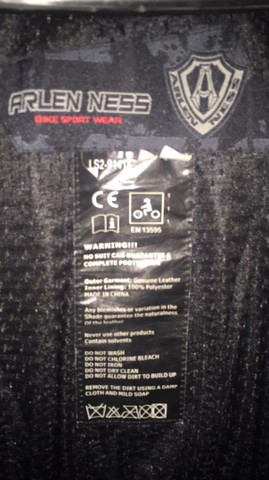 ARLEN NESS
BIKE SPORT WEAR
ARLEN NESS
CE
EN 13595
WARNING!!!
NO SUIT CAN GUARANTEE
COMPLETE PROTECTION
Outer Garment: Genuine Leather
Inner Lining: 100% Polyester
MADE IN CHINA
Any blemishes or variation in the
Shade guarantee the naturalness
Of the leather
Never use other products
Contain solvents
DO NOT WASH
DO NOT CHLORINE BLEACH
DO NOT IRON
DO NOT DRY CLEAN
DO NOT ALLOW DIRT TO BUILD UP
REMOVE THE DIRT USING A DAMP
CLOTH AND MILD SOAP